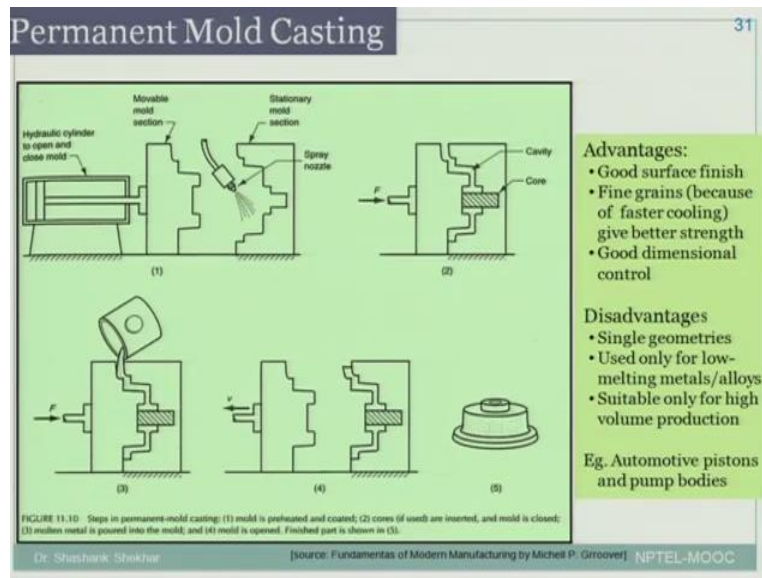 Permanent Mold Casting
31
Movable
mold
section
Stationary
mold
section
Hydraulic cylinder
to open and
close mold
Spray
nozzle
(1)
Cavity
Core
F
(2)
F
(3)
v
(4)
(5)
FIGURE 11.10 Steps in permanent-mold casting: (1) mold is preheated and coated; (2) cores (if used) are inserted, and mold is closed;
(3) molten metal is poured into the mold; and (4) mold is opened. Finished part is shown in (5).
Advantages:
• Good surface finish
• Fine grains (because
of faster cooling)
give better strength
• Good dimensional
control
Disadvantages
• Single geometries
• Used only for low-
melting metals/alloys
• Suitable only for high
volume production
Eg. Automotive pistons
and pump bodies
Dr. Shashank Shekhar
[source: Fundamentas of Modern Manufacturing by Michell P. Grroover]
NPTEL-MOOC